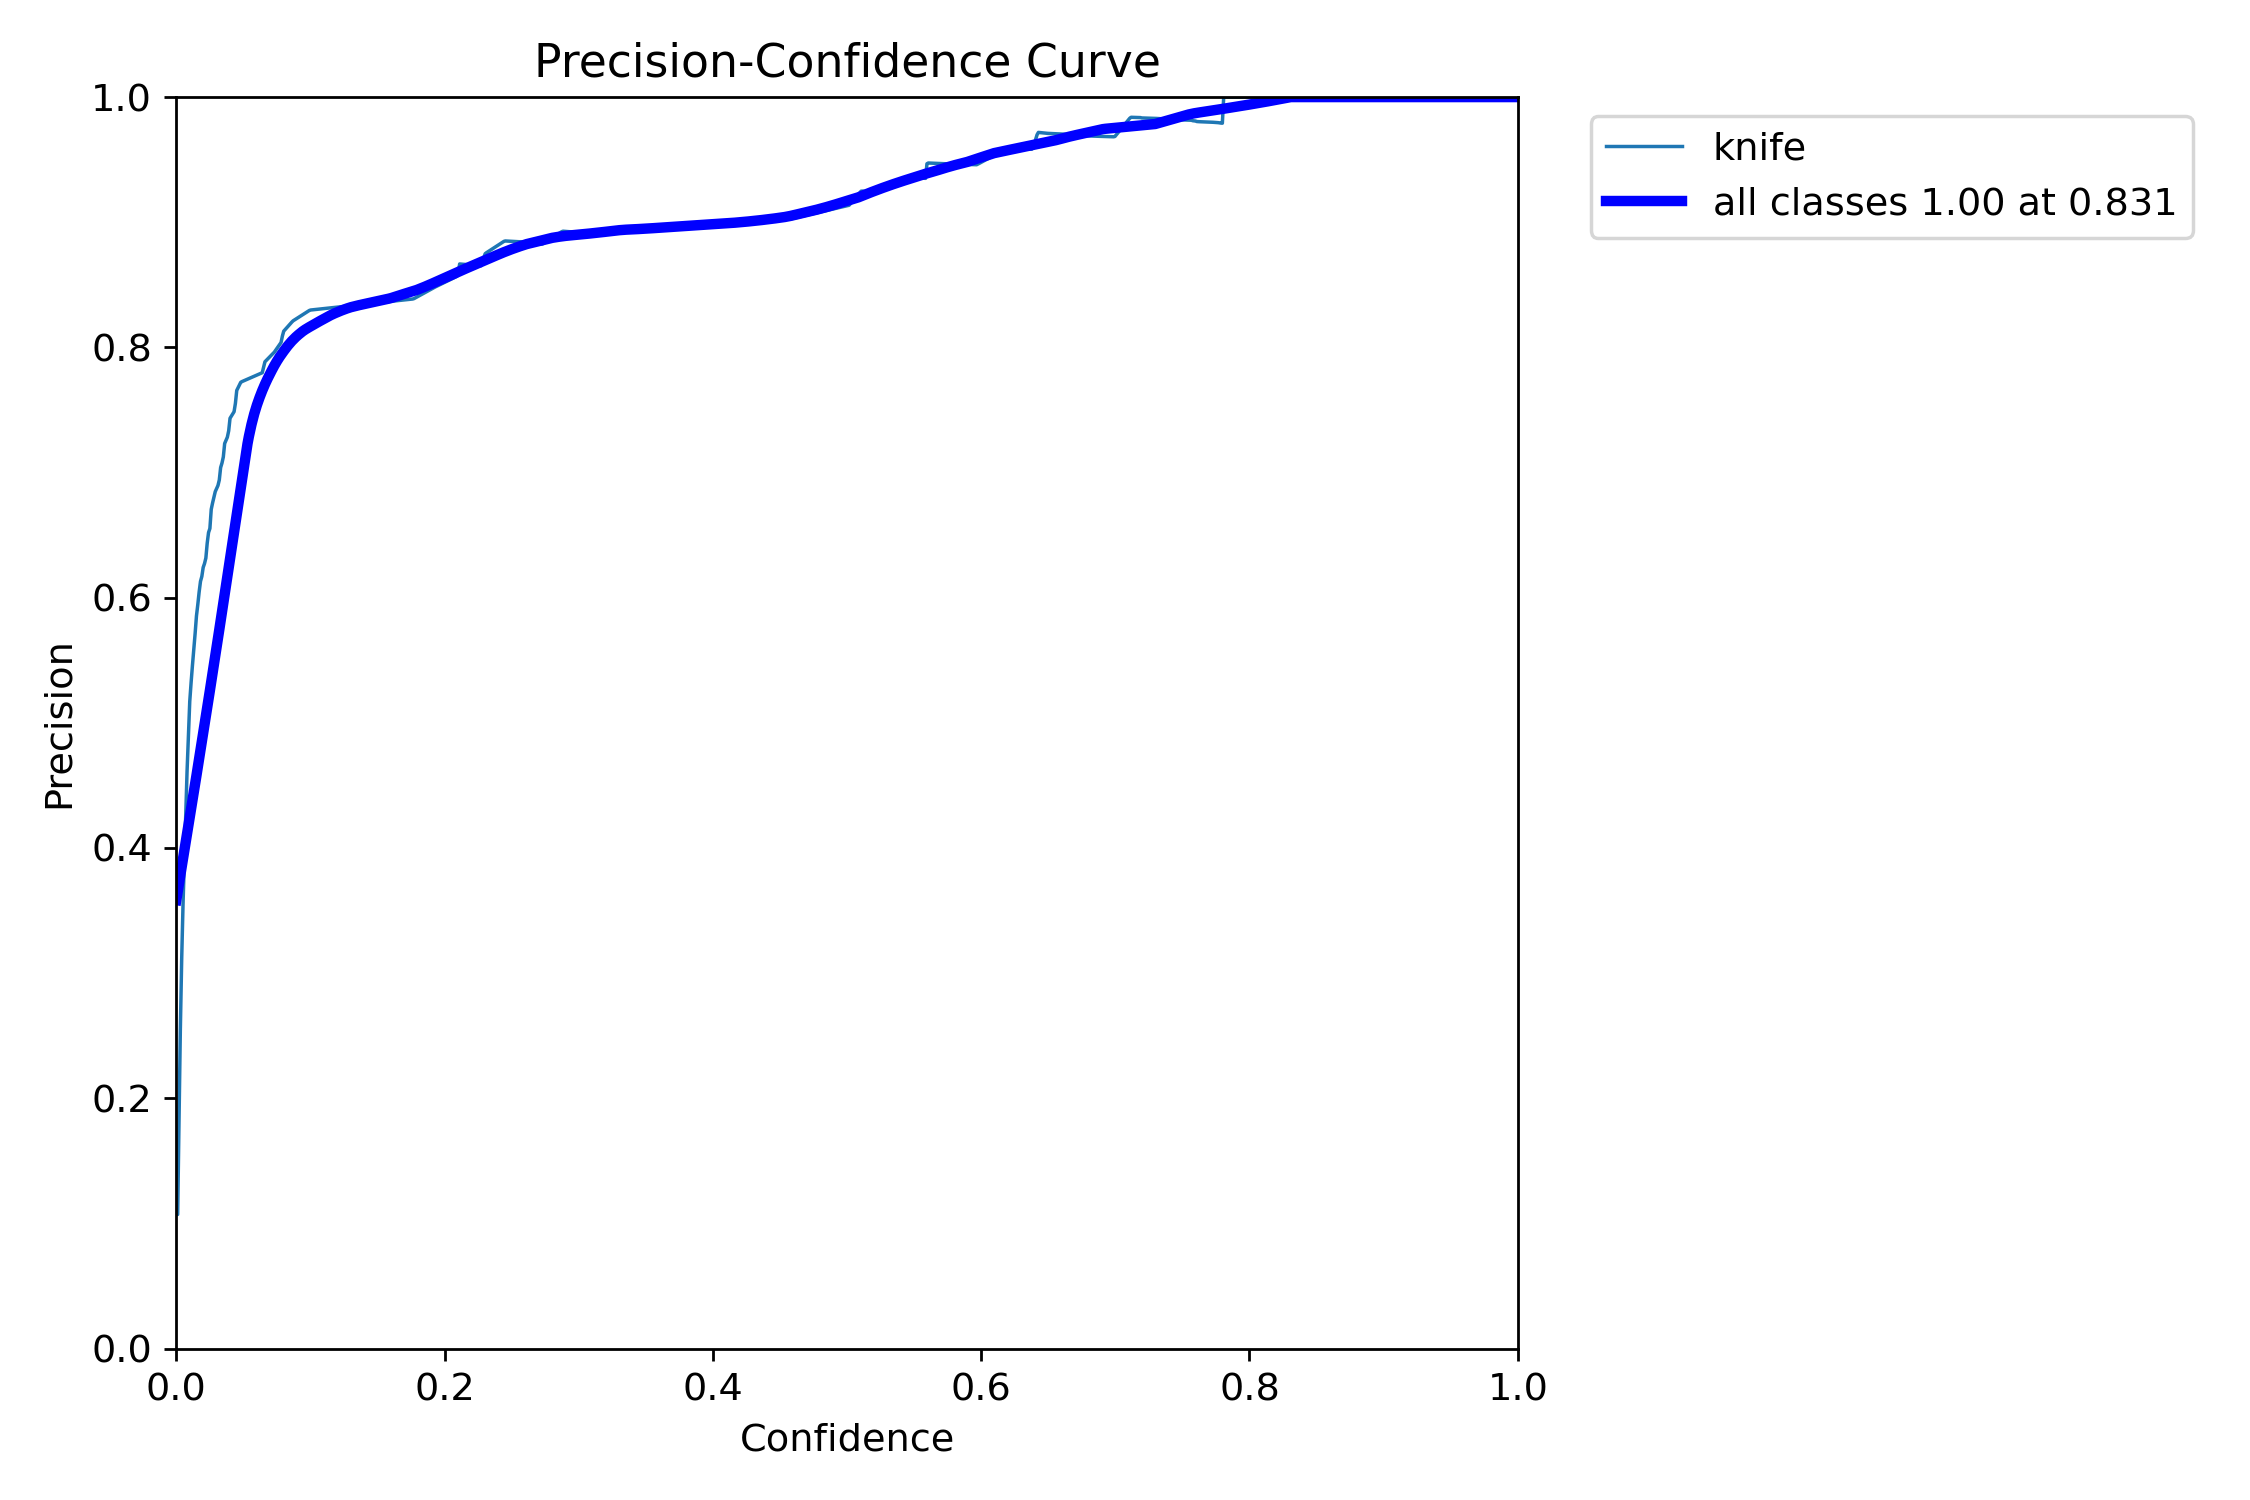 Precision-Confidence Curve
1.0
0.8
0.6
0.4
0.2
0.0
Precision
0.0 0.2 0.4 0.6 0.8 1.0
Confidence
knife
all classes 1.00 at 0.831